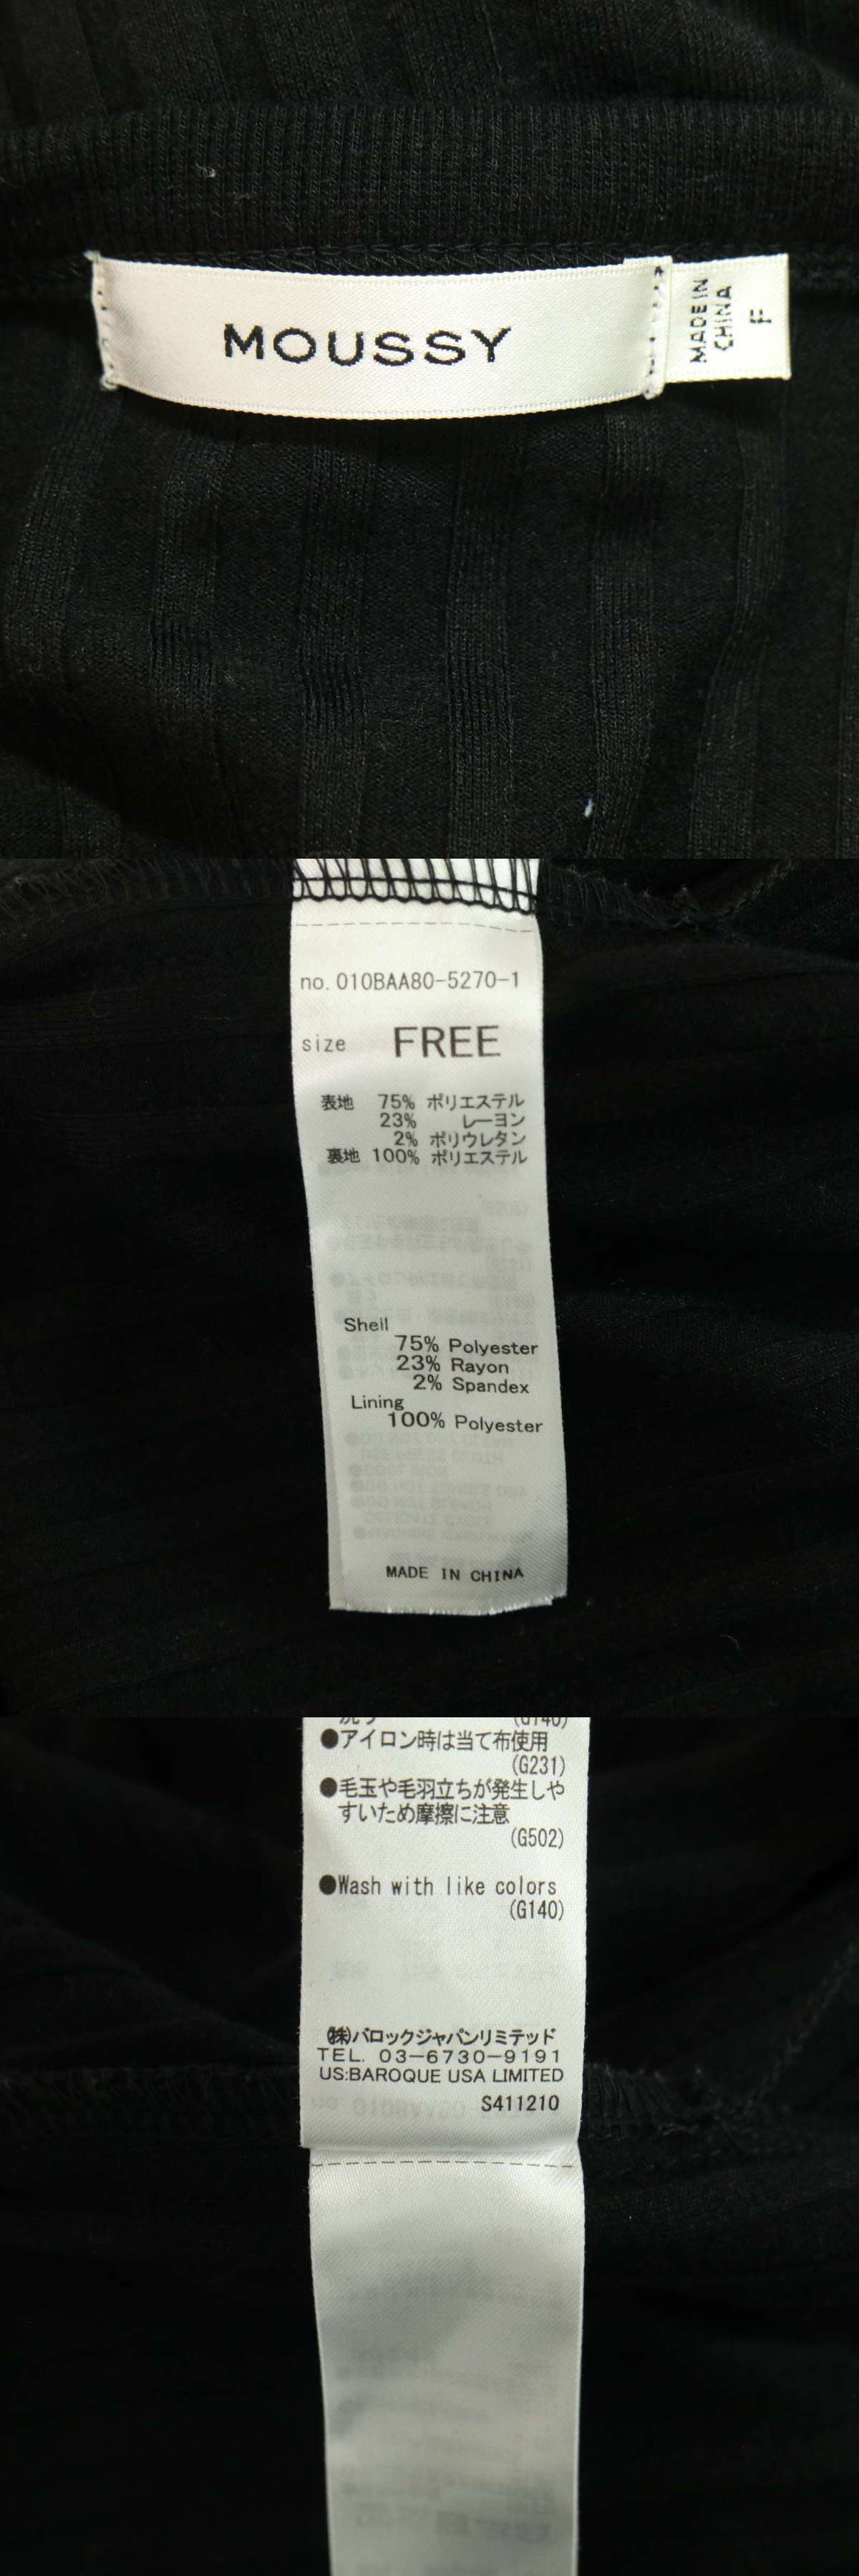 MOUSSY
MADE IN
CHINA
F
no. 010BAA80-5270-1
size FREE
表地 75% ポリエステル
23% レーヨン
2% ポリウレタン
裏地 100% ポリエステル
Shell
75% Polyester
23% Rayon
2% Spandex
Lining
100% Polyester
MADE IN CHINA
(G140)
●アイロン時は当て布使用
(G231)
●毛玉や毛羽立ちが発生しや
すいため摩擦に注意
(G502)
●Wash with like colors
(G140)
㈱バロックジャパンリミテッド
TEL. 03-6730-9191
US:BAROQUE USA LIMITED
S411210